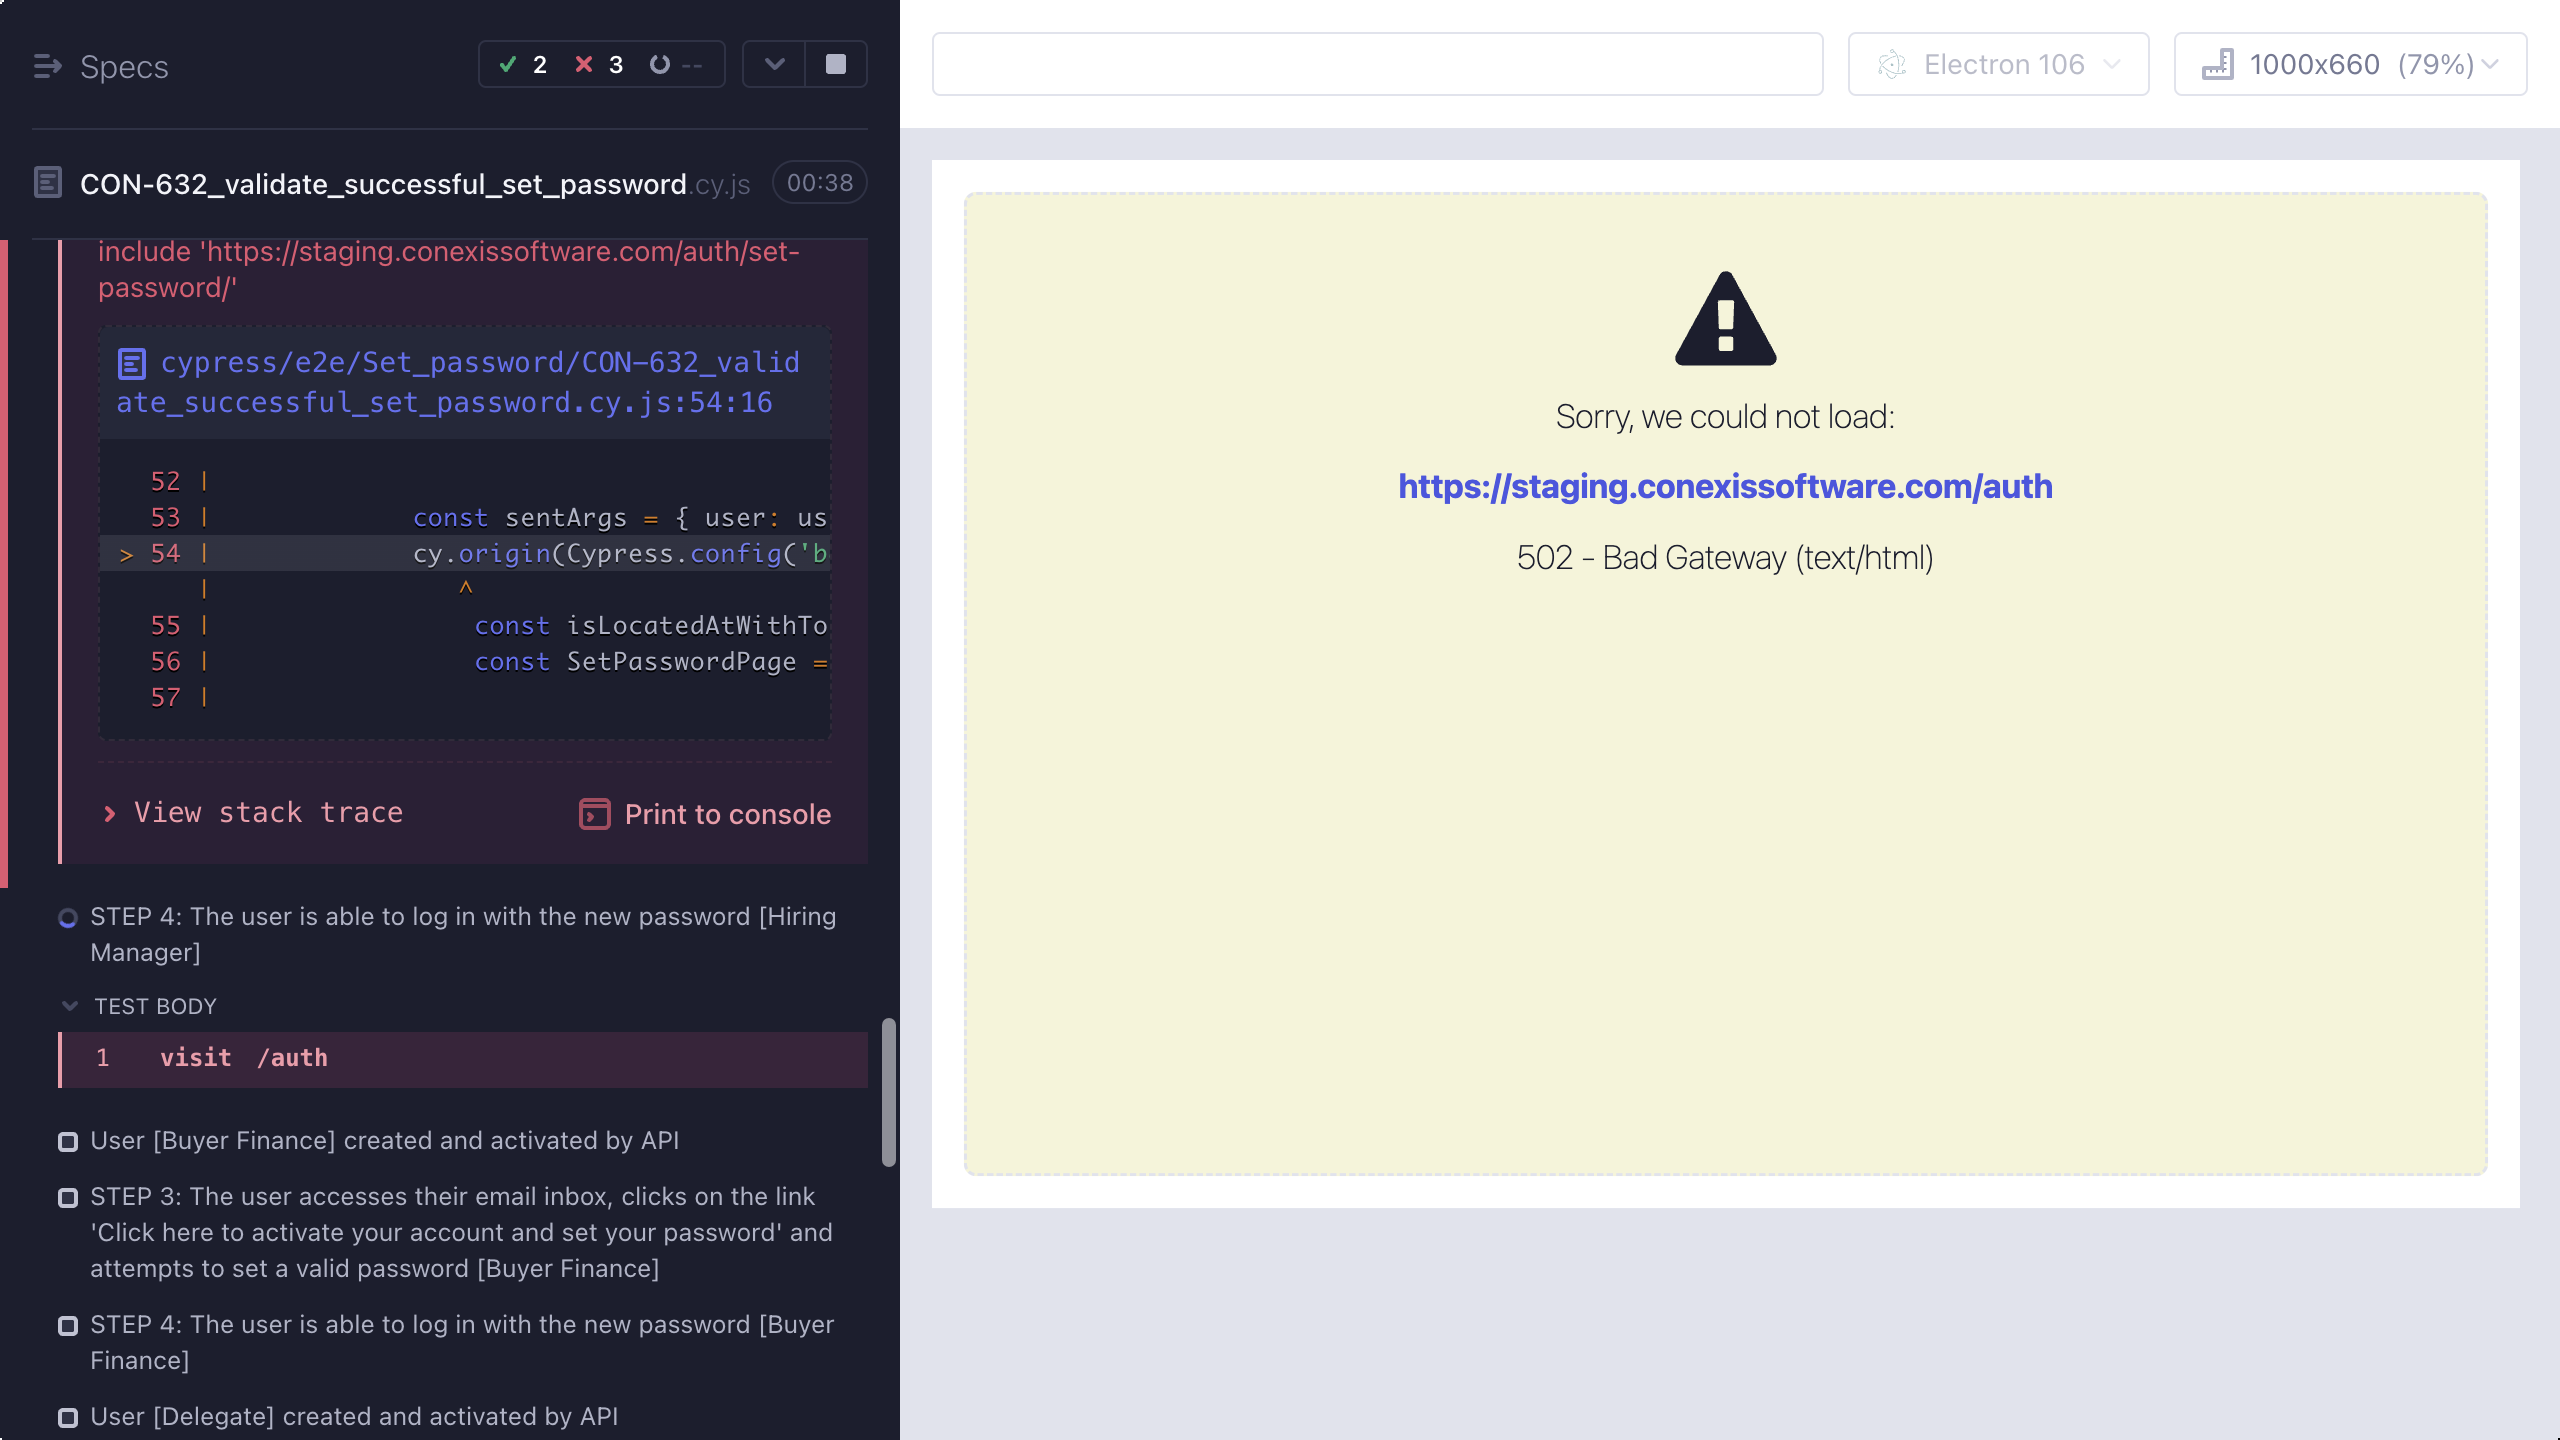 Specs
2 3 --
CON-632_validate_successful_set_password.cy.js 00:38
include 'https://staging.conexissoftware.com/auth/set-
password/'
cypress/e2e/Set_password/CON-632_valid
ate_successful_set_password.cy.js:54:16
52 |
53 | const sentArgs = { user: us
> 54 | cy.origin(Cypress.config('b
| ^
55 | const isLocatedAtWithTo
56 | const SetPasswordPage =
57 |
View stack trace
Print to console
STEP 4: The user is able to log in with the new password [Hiring
Manager]
TEST BODY
1 visit /auth
User [Buyer Finance] created and activated by API
STEP 3: The user accesses their email inbox, clicks on the link
'Click here to activate your account and set your password' and
attempts to set a valid password [Buyer Finance]
STEP 4: The user is able to log in with the new password [Buyer
Finance]
User [Delegate] created and activated by API
Electron 106
1000x660 (79%)
Sorry, we could not load:
https://staging.conexissoftware.com/auth
502 - Bad Gateway (text/html)